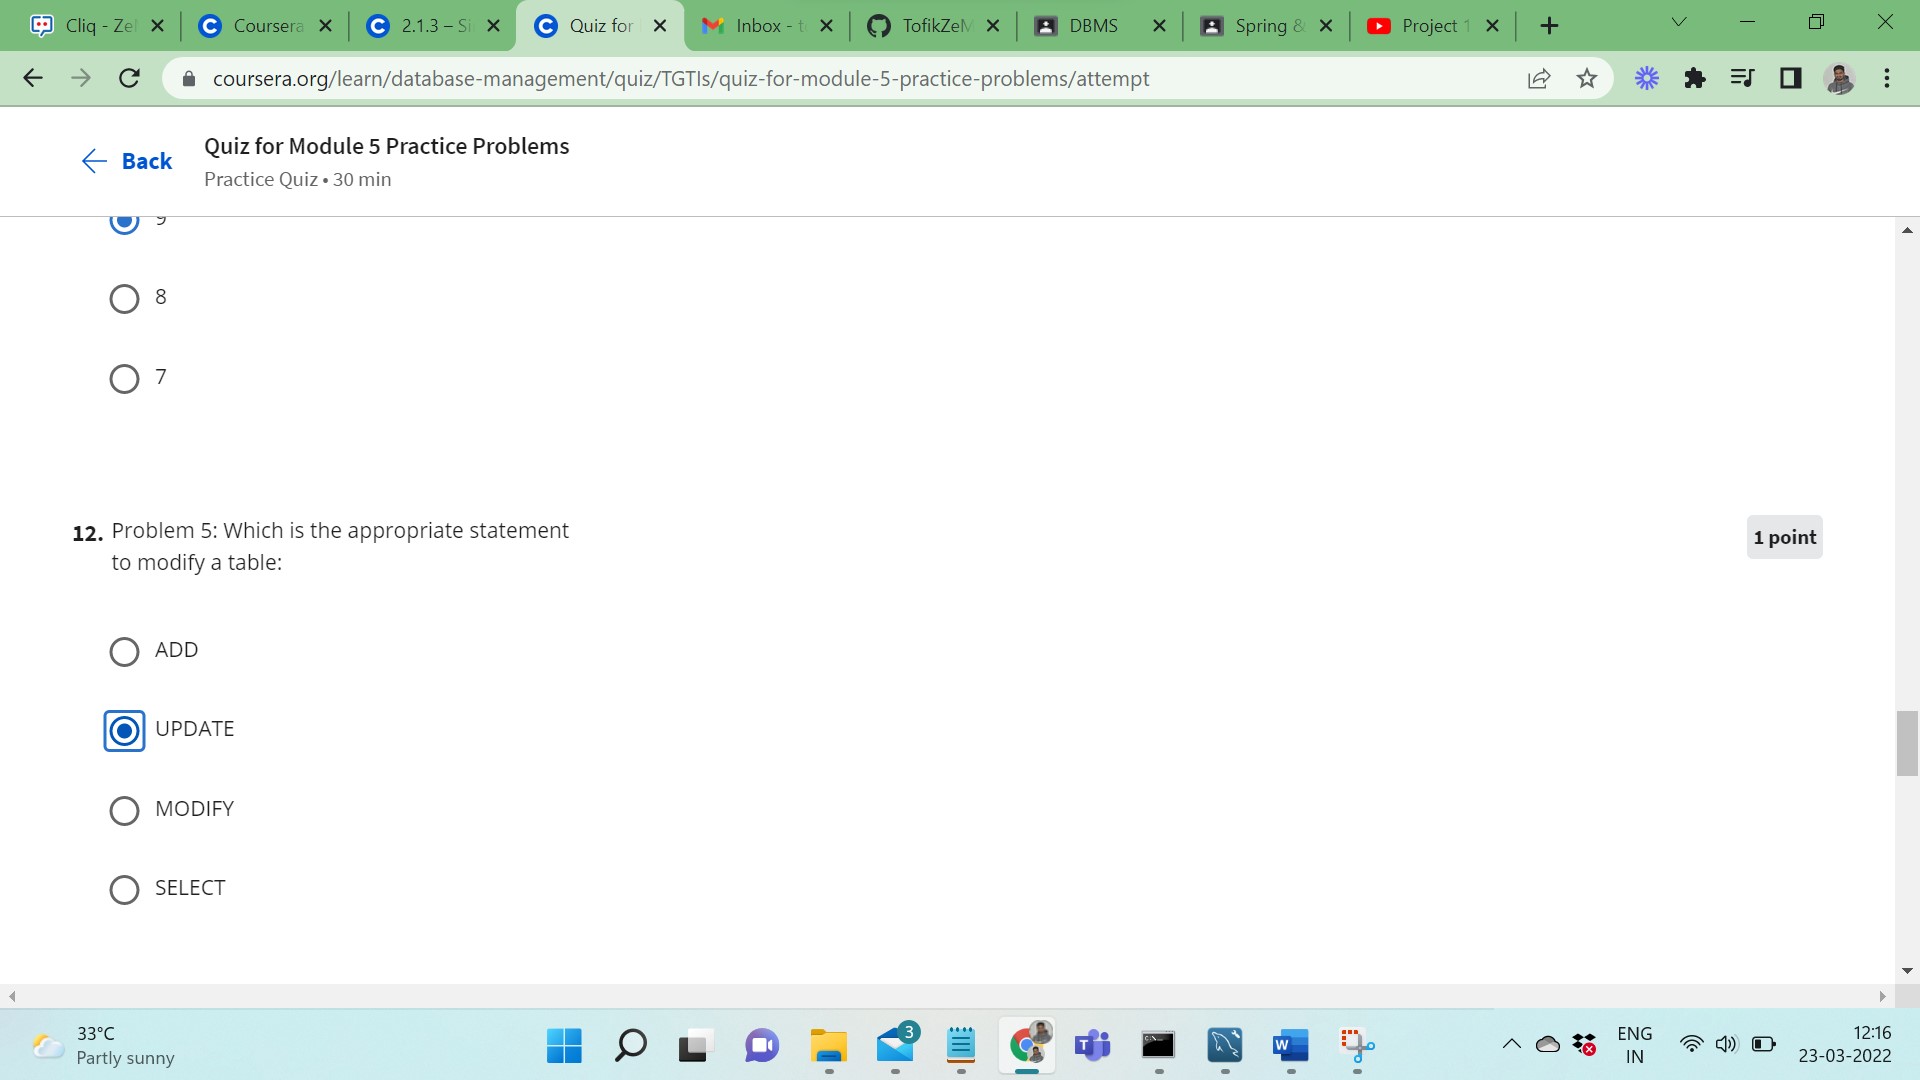 Cliq - Zel
Coursera
2.1.3 – Si
Quiz for
Inbox - t
TofikZeM
DBMS
Spring &
Project 1
coursera.org/learn/database-management/quiz/TGTIs/quiz-for-module-5-practice-problems/attempt
Back
Quiz for Module 5 Practice Problems
Practice Quiz • 30 min
9
8
7
12. Problem 5: Which is the appropriate statement
to modify a table:
1 point
ADD
UPDATE
MODIFY
SELECT
33°C
Partly sunny
3
ENG
IN
12:16
23-03-2022